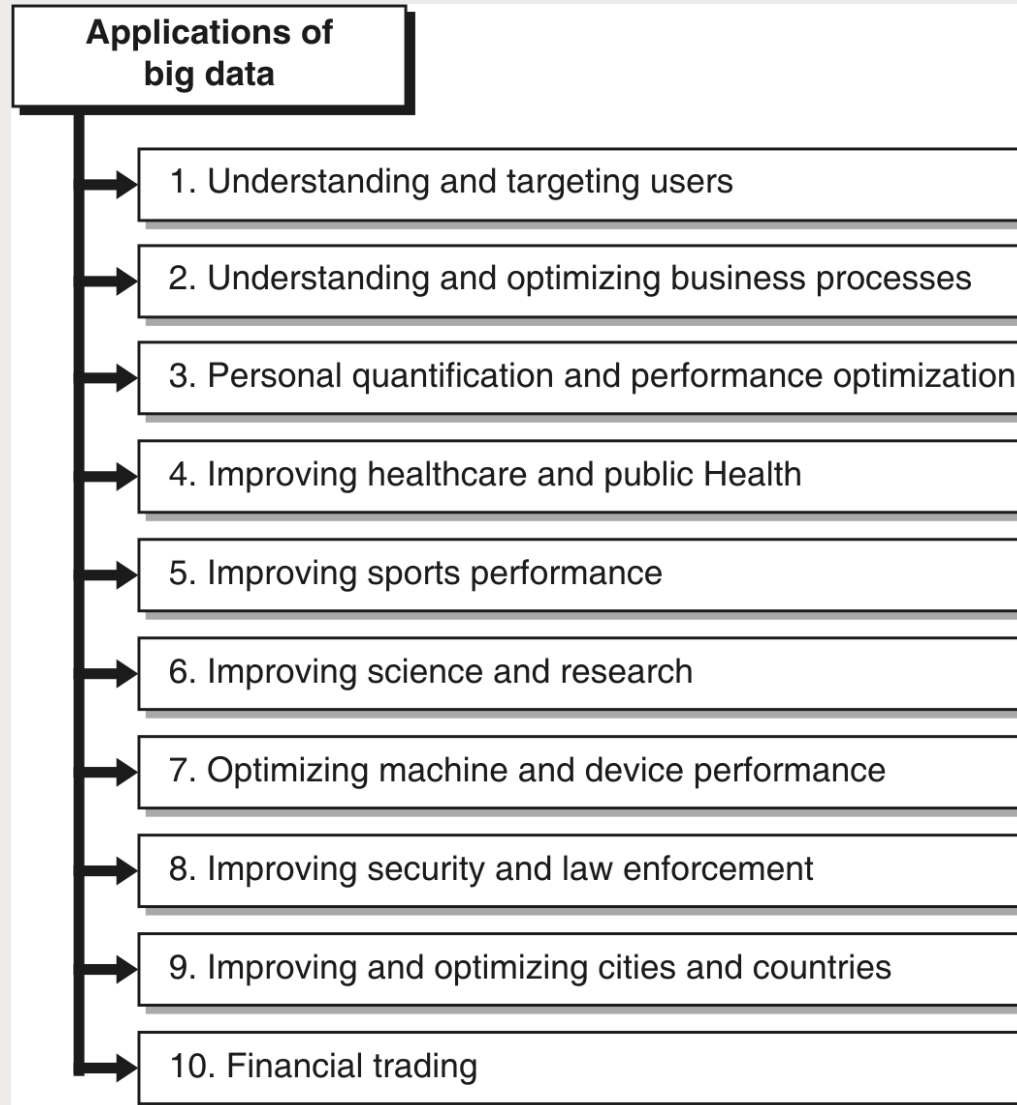 Applications of
big data
1. Understanding and targeting users
2. Understanding and optimizing business processes
3. Personal quantification and performance optimization
4. Improving healthcare and public Health
5. Improving sports performance
6. Improving science and research
7. Optimizing machine and device performance
8. Improving security and law enforcement
9. Improving and optimizing cities and countries
10. Financial trading